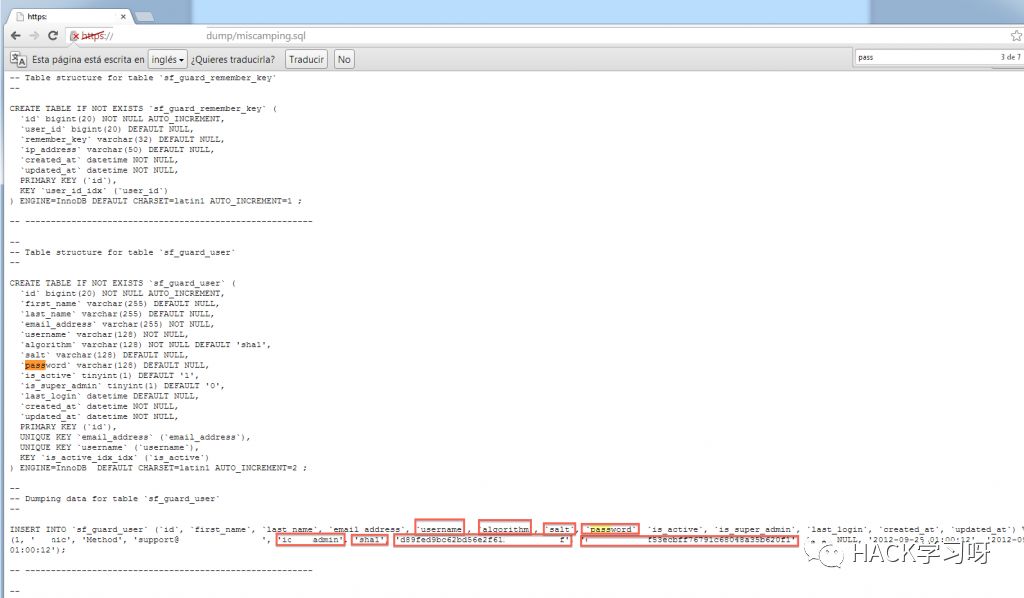 https:
https://
dump/miscamping.sql
Esta página está escrita en inglés ¿Quieres traducirla? Traducir No
pass 3 de 7
-- Table structure for table `sf_guard_remember_key`
--
CREATE TABLE IF NOT EXISTS `sf_guard_remember_key` (
`id` bigint(20) NOT NULL AUTO_INCREMENT,
`user_id` bigint(20) DEFAULT NULL,
`remember_key` varchar(32) DEFAULT NULL,
`ip_address` varchar(50) DEFAULT NULL,
`created_at` datetime NOT NULL,
`updated_at` datetime NOT NULL,
PRIMARY KEY (`id`),
KEY `user_id_idx` (`user_id`)
) ENGINE=InnoDB DEFAULT CHARSET=latin1 AUTO_INCREMENT=1 ;
-- --------------------------------------------------------
--
-- Table structure for table `sf_guard_user`
--
CREATE TABLE IF NOT EXISTS `sf_guard_user` (
`id` bigint(20) NOT NULL AUTO_INCREMENT,
`first_name` varchar(255) DEFAULT NULL,
`last_name` varchar(255) DEFAULT NULL,
`email_address` varchar(255) NOT NULL,
`username` varchar(128) NOT NULL,
`algorithm` varchar(128) NOT NULL DEFAULT 'sha1',
`salt` varchar(128) DEFAULT NULL,
`password` varchar(128) DEFAULT NULL,
`is_active` tinyint(1) DEFAULT '1',
`is_super_admin` tinyint(1) DEFAULT '0',
`last_login` datetime DEFAULT NULL,
`created_at` datetime NOT NULL,
`updated_at` datetime NOT NULL,
PRIMARY KEY (`id`),
UNIQUE KEY `email_address` (`email_address`),
UNIQUE KEY `username` (`username`),
KEY `is_active_idx_idx` (`is_active`)
) ENGINE=InnoDB  DEFAULT CHARSET=latin1 AUTO_INCREMENT=2 ;
--
-- Dumping data for table `sf_guard_user`
--
INSERT INTO `sf_guard_user` (`id`, `first_name`, `last_name`, `email_address`, `username`, `algorithm`, `salt`, `password`, `is_active`, `is_super_admin`, `last_login`, `created_at`, `updated_at`)
(1, ' nic', 'Method', 'support@ ', 'ic admin', 'sha1', 'd89fed9bc62bd56e2f61. f', ' f53ecbff76791c68048a35b620f1', NULL, '2012-09-25 01:00:12', '2012-09
01:00:12');
-- --------------------------------------------------------
--
HACK学习呀